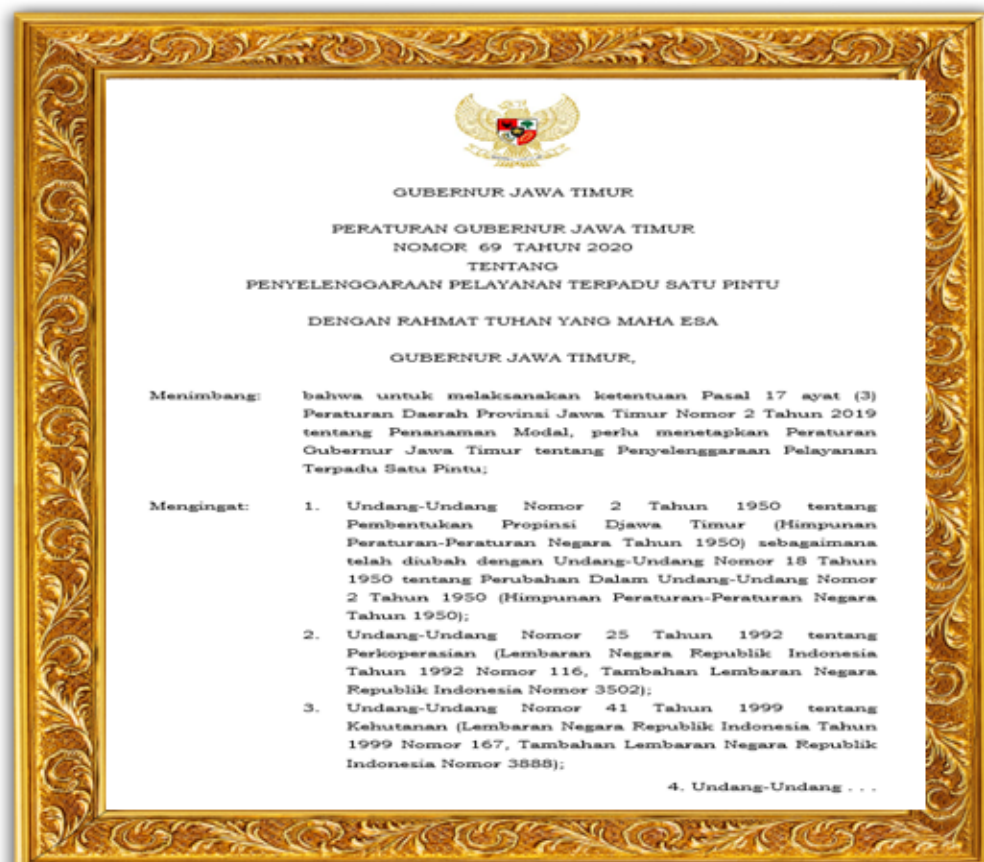 GUBERNUR JAWA TIMUR
PERATURAN GUBERNUR JAWA TIMUR
NOMOR 69 TAHUN 2020
TENTANG
PENYELENGGARAAN PELAYANAN TERPADU SATU PINTU
DENGAN RAHMAT TUHAN YANG MAHA ESA
GUBERNUR JAWA TIMUR,
Menimbang: bahwa untuk melaksanakan ketentuan Pasal 17 ayat (3)
Peraturan Daerah Provinsi Jawa Timur Nomor 2 Tahun 2019
tentang Penanaman Modal, perlu menetapkan Peraturan
Gubernur Jawa Timur tentang Penyelenggaraan Pelayanan
Terpadu Satu Pintu;
Mengingat: 1. Undang-Undang Nomor 2 Tahun 1950 tentang
Pembentukan Propinsi Djawa Timur (Himpunan
Peraturan-Peraturan Negara Tahun 1950) sebagaimana
telah diubah dengan Undang-Undang Nomor 18 Tahun
1950 tentang Perubahan Dalam Undang-Undang Nomor
2 Tahun 1950 (Himpunan Peraturan-Peraturan Negara
Tahun 1950);
2. Undang-Undang Nomor 25 Tahun 1992 tentang
Perkoperasian (Lembaran Negara Republik Indonesia
Tahun 1992 Nomor 116, Tambahan Lembaran Negara
Republik Indonesia Nomor 3502);
3. Undang-Undang Nomor 41 Tahun 1999 tentang
Kehutanan (Lembaran Negara Republik Indonesia Tahun
1999 Nomor 167, Tambahan Lembaran Negara Republik
Indonesia Nomor 3888);
4. Undang-Undang . . .